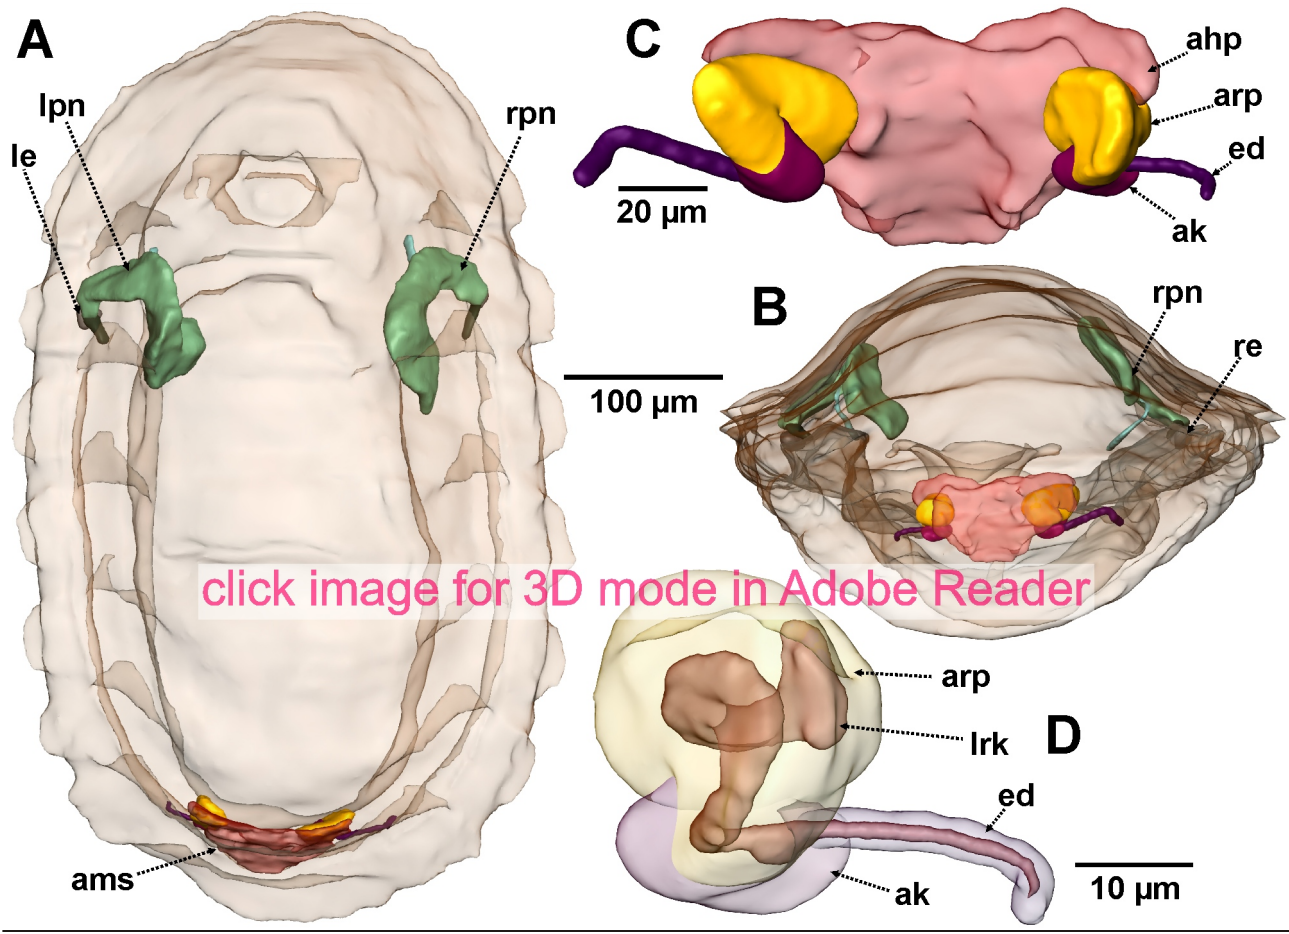 A
lpn
rpn
le
ams
C
ahp
arp
ed
ak
20 µm
100 µm
B
rpn
re
click image for 3D mode in Adobe Reader
arp
lrk
D
ed
ak
10 µm